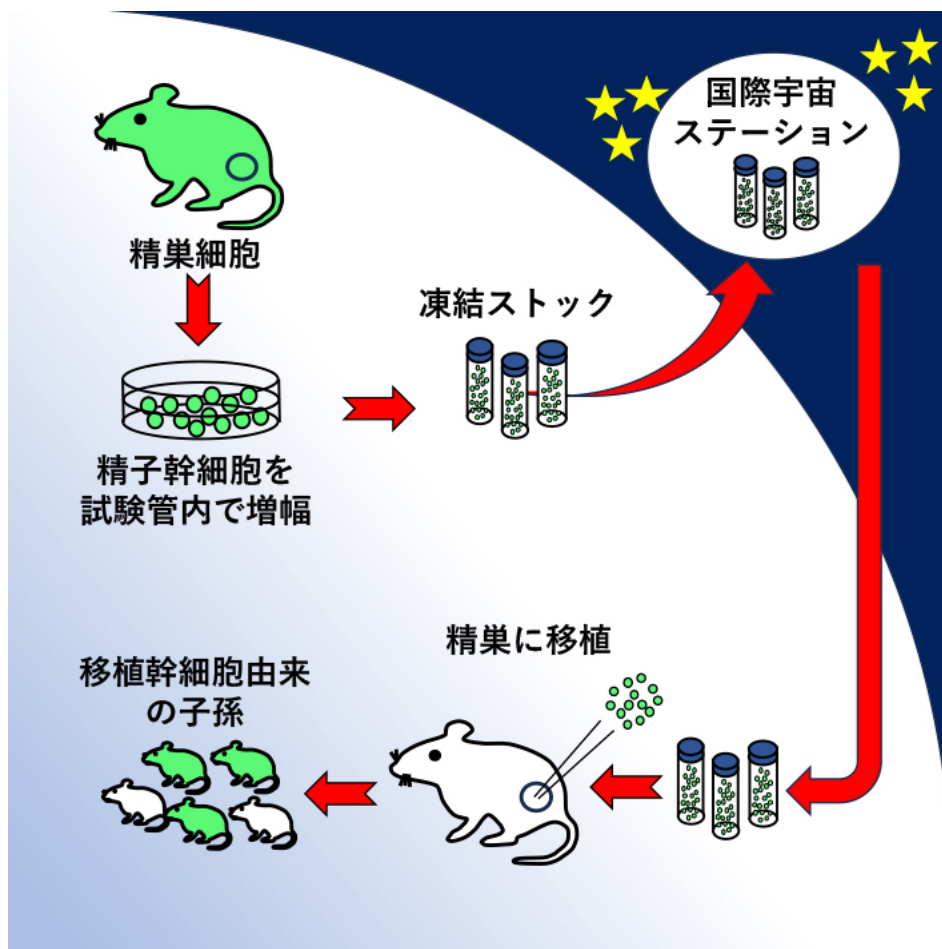 国際宇宙
ステーション
精巣細胞
凍結ストック
精子幹細胞を
試験管内で増幅
精巣に移植
移植幹細胞由来
の子孫